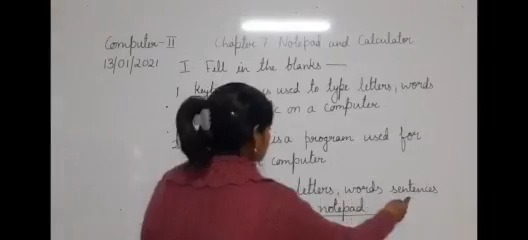 Computer-II Chapter 7 Notepad and Calculator
13/01/2021 I Fill in the blanks —
1 is used to type letters, words
on a computer
is a program used for
computer
letters, words sentences
notepad